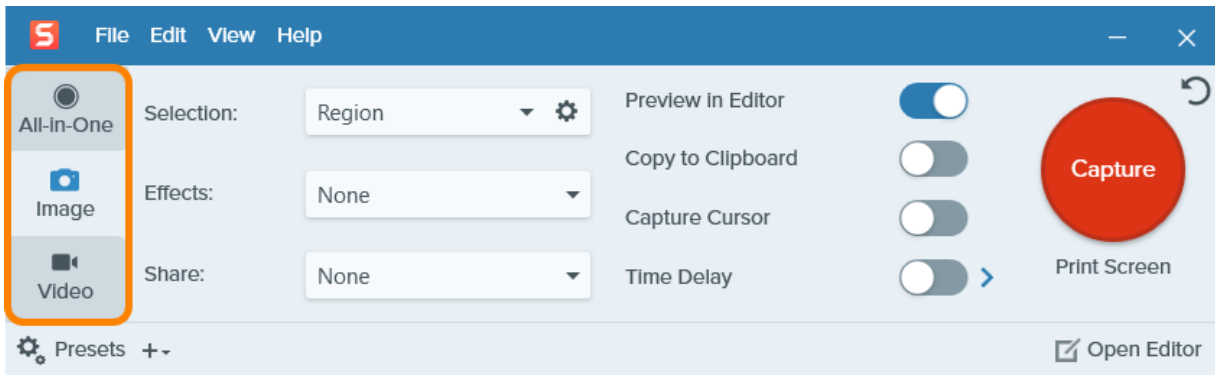 S File Edit View Help
All-in-One
Image
Video
Selection: Region
Effects: None
Share: None
Preview in Editor
Copy to Clipboard
Capture Cursor
Time Delay
Capture
Print Screen
Presets
Open Editor